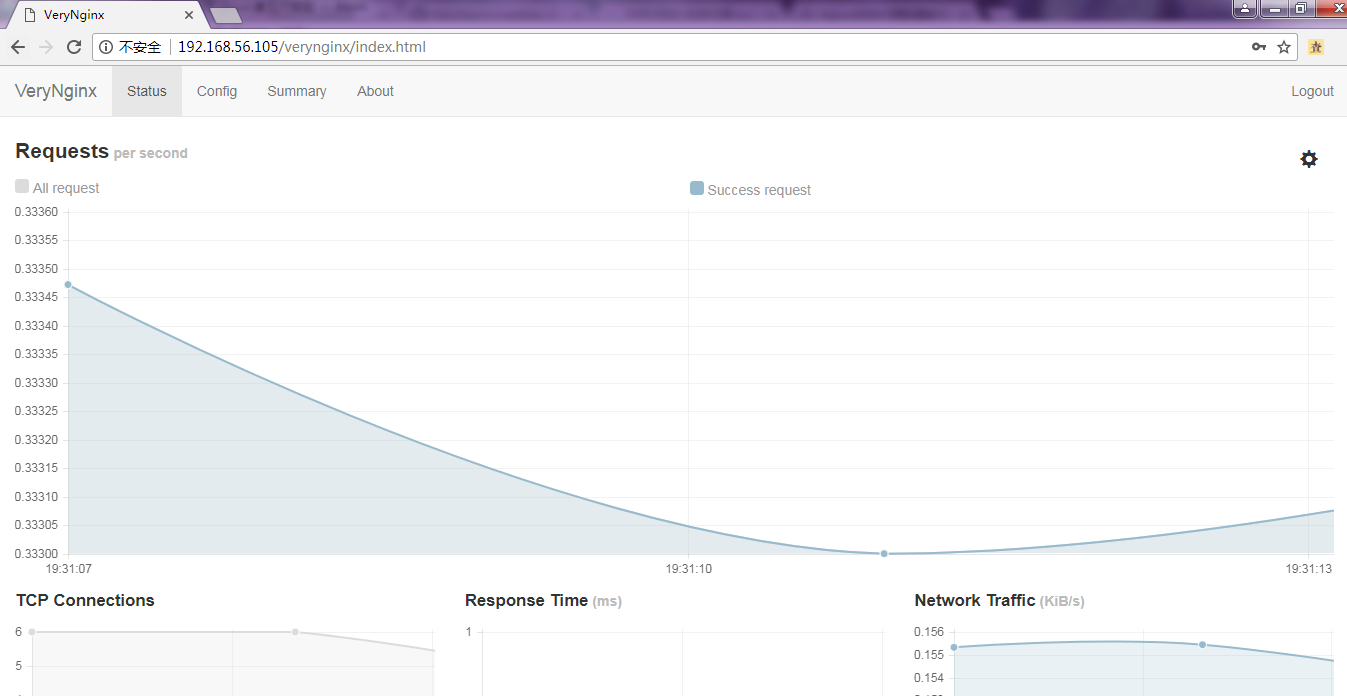 VeryNginx
不安全 192.168.56.105/verynginx/index.html
VeryNginx Status Config Summary About Logout
Requests per second
All request Success request
0.33360
0.33355
0.33350
0.33345
0.33340
0.33335
0.33330
0.33325
0.33320
0.33315
0.33310
0.33305
0.33300
19:31:07 19:31:10 19:31:13
TCP Connections Response Time (ms) Network Traffic (KiB/s)
6 1 0.156
5 0.155
0.154